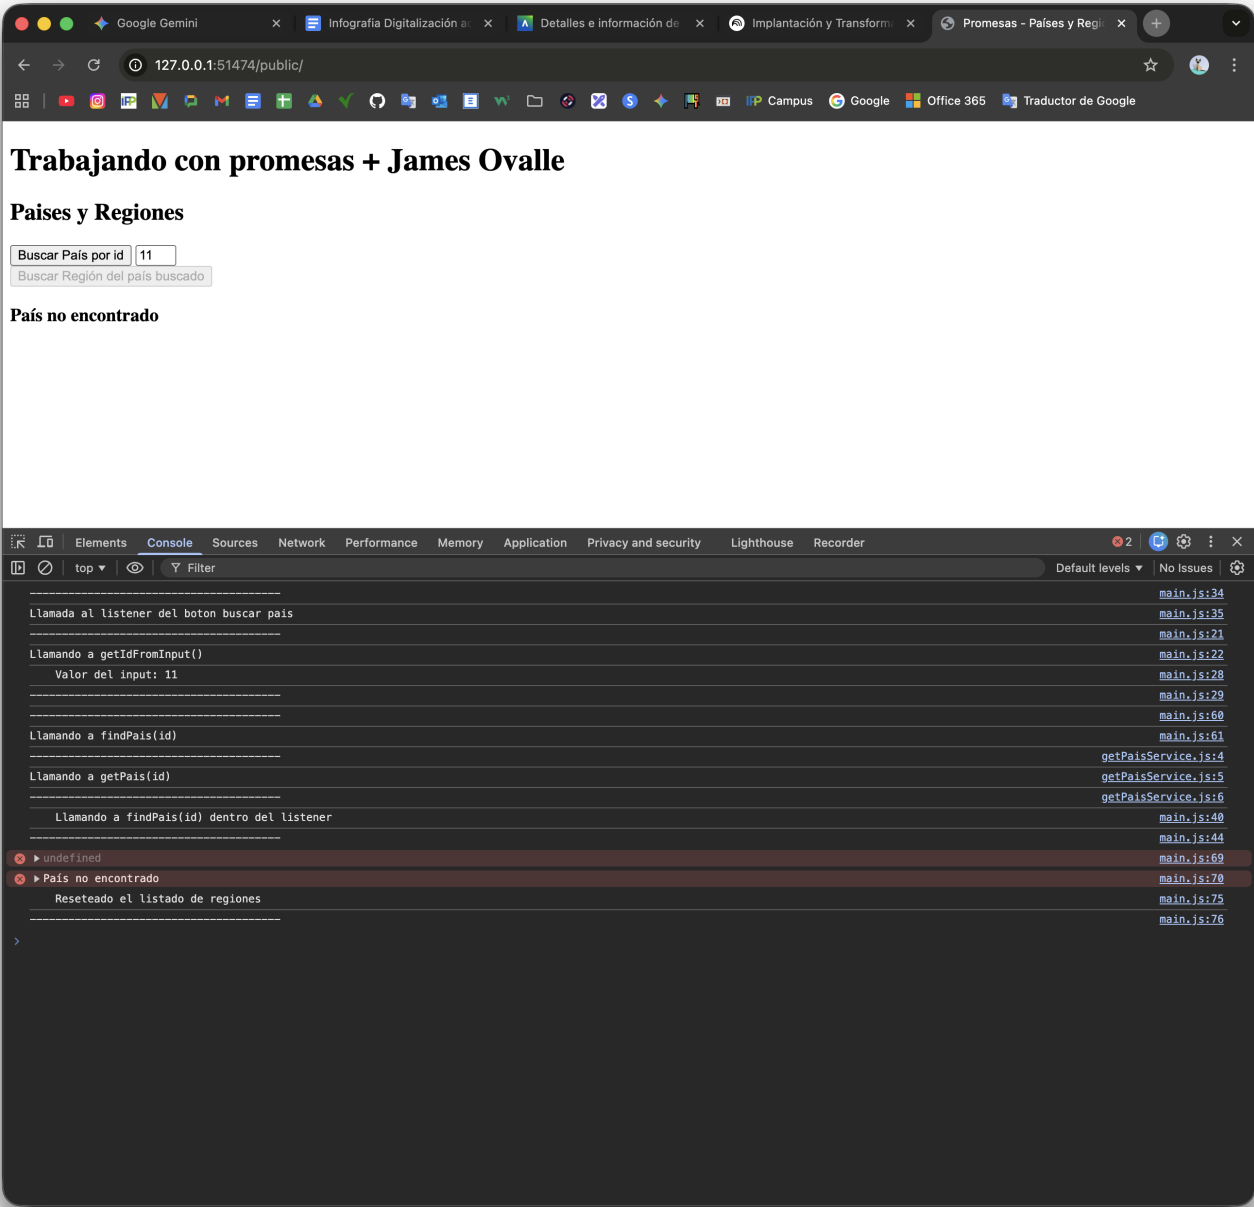 Google Gemini
Infografia Digitalización a
Detalles e información de
Implantación y Transform
Promesas - Países y Regi
127.0.0.1:51474/public/
Campus
Google
Office 365
Traductor de Google
Trabajando con promesas + James Ovalle
Paises y Regiones
Buscar País por id 11
Buscar Región del país buscado
País no encontrado
Elements Console Sources Network Performance Memory Application Privacy and security Lighthouse Recorder 2
top Filter Default levels No Issues
--------------------------------------- main.js:34
Llamada al listener del boton buscar pais main.js:35
--------------------------------------- main.js:21
Llamando a getIdFromInput() main.js:22
Valor del input: 11 main.js:28
--------------------------------------- main.js:29
--------------------------------------- main.js:60
Llamando a findPais(id) main.js:61
--------------------------------------- getPaisService.js:4
Llamando a getPais(id) getPaisService.js:5
--------------------------------------- getPaisService.js:6
Llamando a findPais(id) dentro del listener main.js:40
--------------------------------------- main.js:44
undefined main.js:69
País no encontrado main.js:70
Reseteado el listado de regiones main.js:75
--------------------------------------- main.js:76